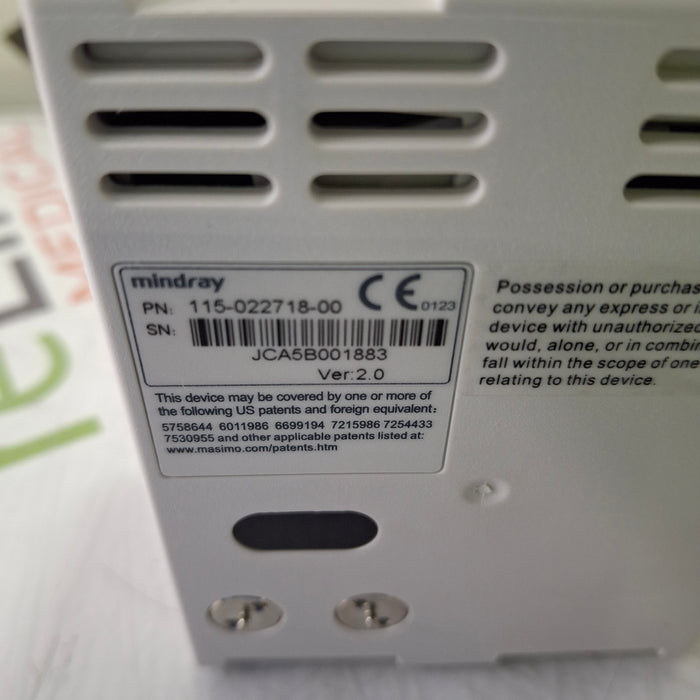 mindray
PN: 115-022718-00
CE 0123
SN:
JCA5B001883
Ver:2.0
This device may be covered by one or more of
the following US patents and foreign equivalent:
5758644 6011986 6699194 7215986 7254433
7530955 and other applicable patents listed at:
www.masimo.com/patents.htm
Possession or
convey any express or
device with unauthorized
would, alone, or in
fall within the scope of one
relating to this device.
MEDICAL